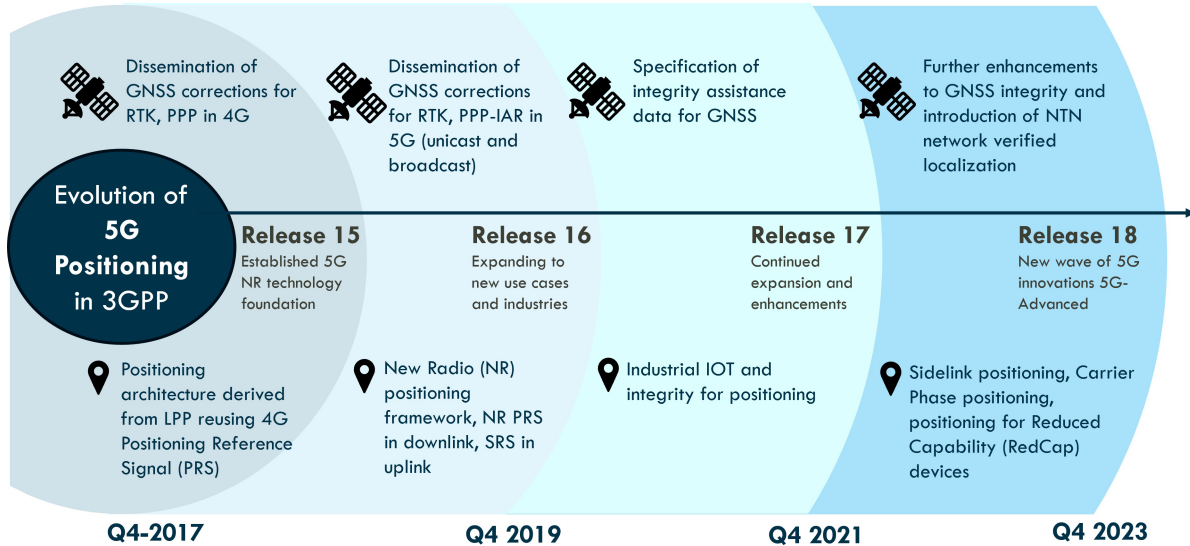 Dissemination of
GNSS corrections for
RTK, PPP in 4G
Dissemination of
GNSS corrections
for RTK, PPP-IAR in
5G (unicast and
broadcast)
Specification of
integrity assistance
data for GNSS
Further enhancements
to GNSS integrity and
introduction of NTN
network verified
localization
Evolution of
5G
Positioning
in 3GPP
Release 15
Established 5G
NR technology
foundation
Release 16
Expanding to
new use cases
and industries
Release 17
Continued
expansion and
enhancements
Release 18
New wave of 5G
innovations 5G-
Advanced
Positioning
architecture derived
from LPP reusing 4G
Positioning Reference
Signal (PRS)
New Radio (NR)
positioning
framework, NR PRS
in downlink, SRS in
uplink
Industrial IOT and
integrity for positioning
Sidelink positioning, Carrier
Phase positioning,
positioning for Reduced
Capability (RedCap)
devices
Q4-2017
Q4 2019
Q4 2021
Q4 2023